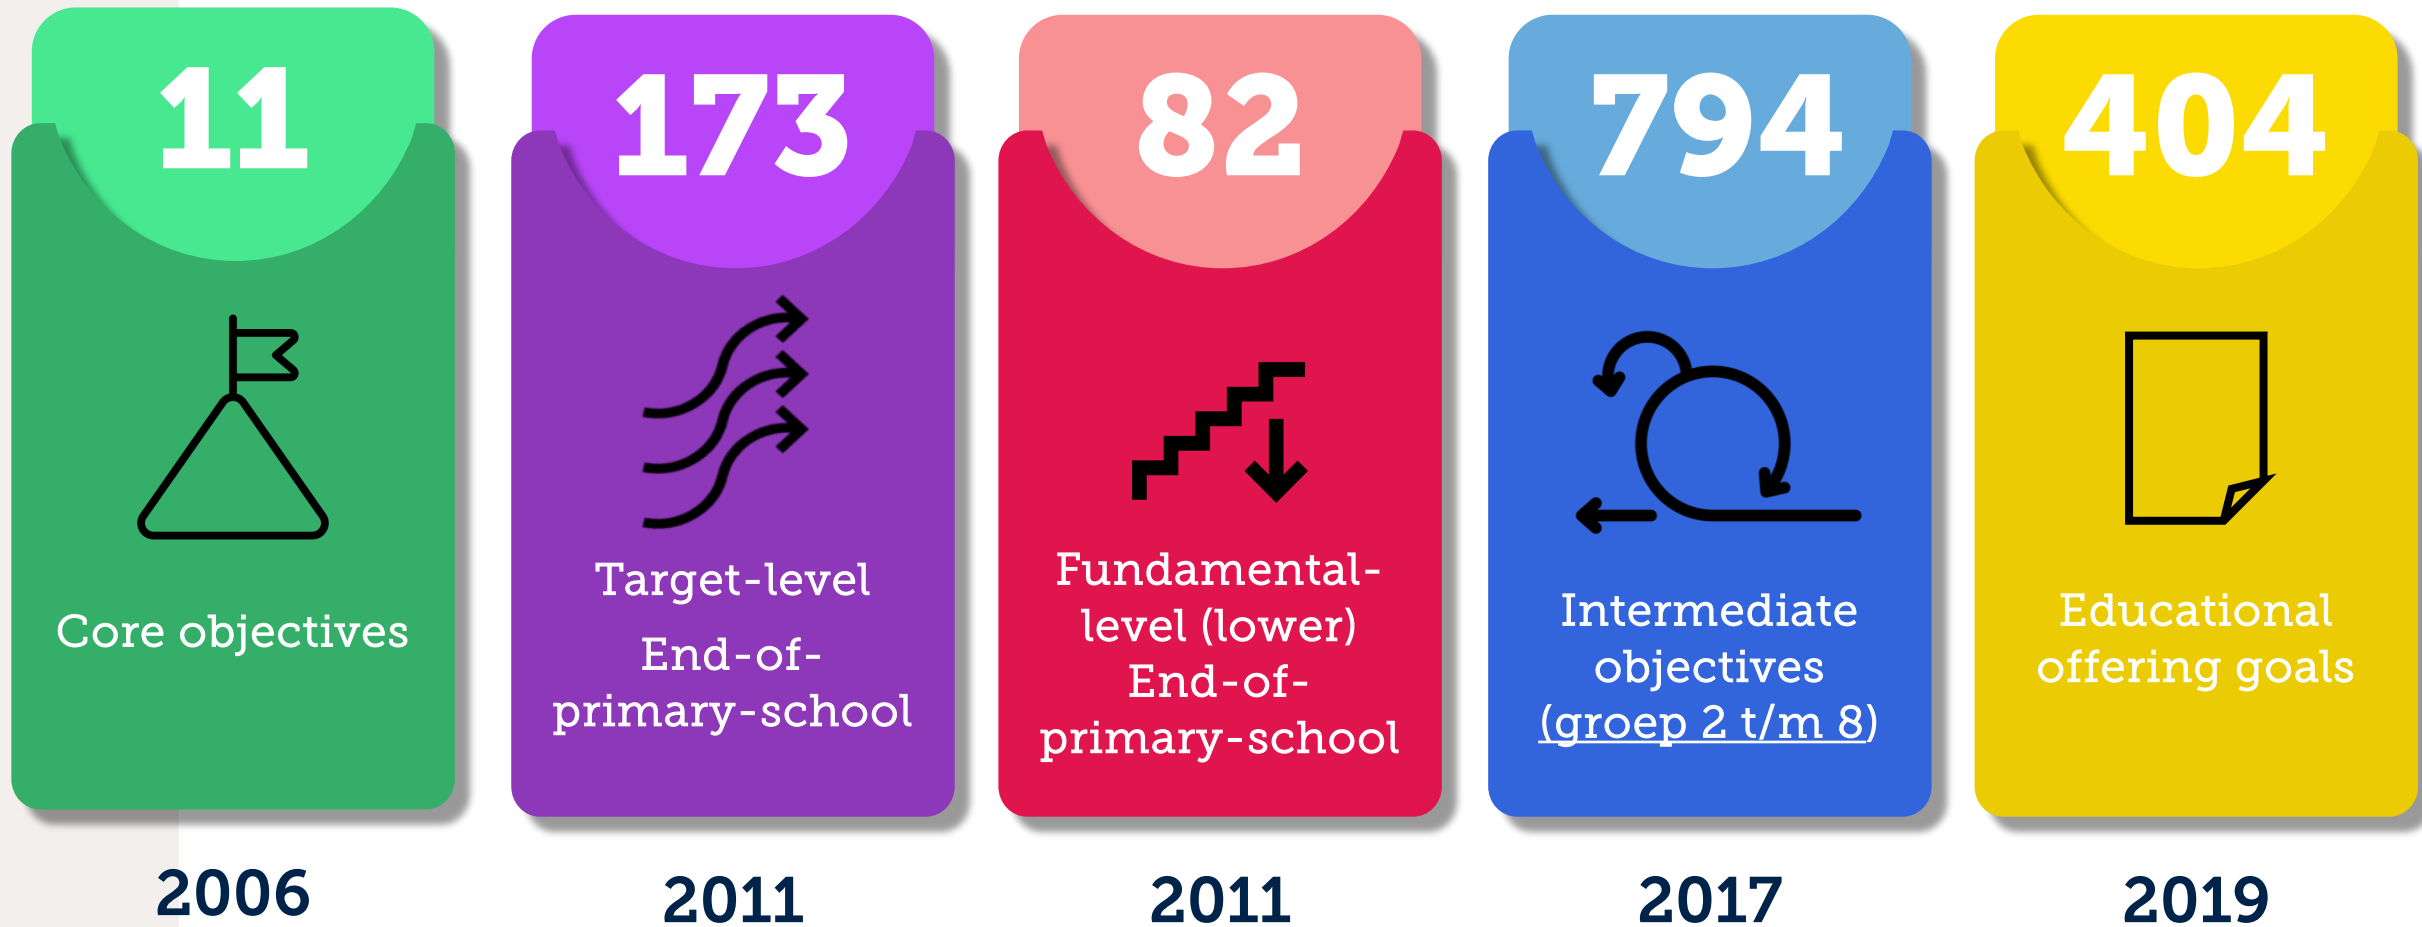 11
Core objectives
2006
173
Target-level
End-of-
primary-school
2011
82
Fundamental-
level (lower)
End-of-
primary-school
2011
794
Intermediate
objectives
(groep 2 t/m 8)
2017
404
Educational
offering goals
2019